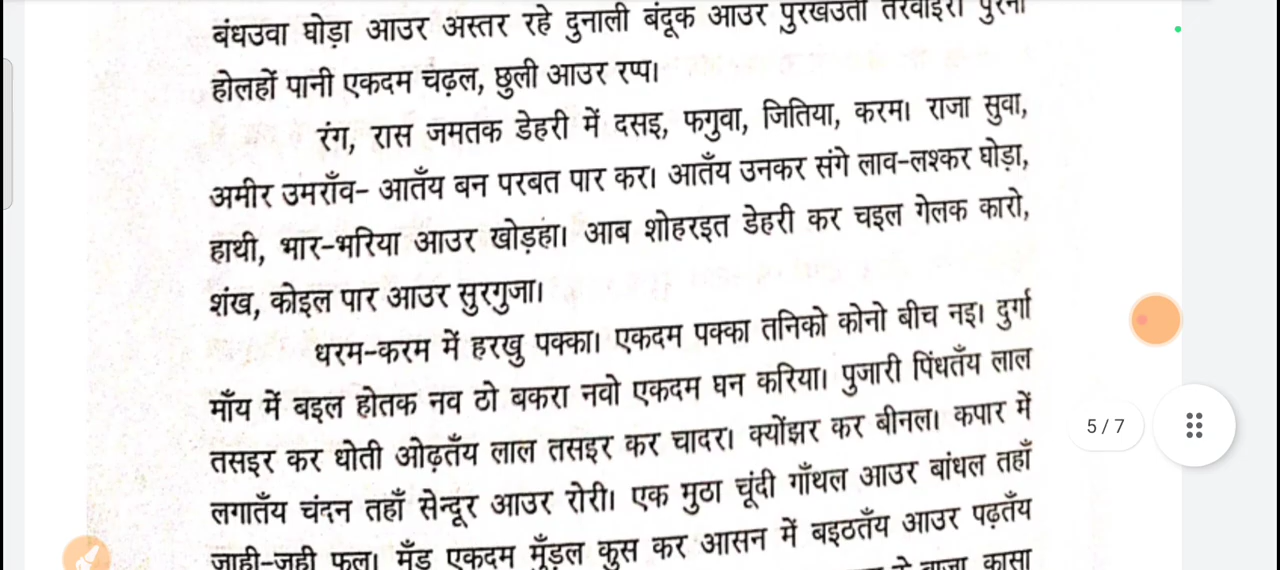 बंधउवा घोड़ा आउर अस्तर रहे दुनाली बंदूक आउर पुरखउती तरवाइर। पुरना
होलहों पानी एकदम चढ़ल, छुली आउर रप्प।
रंग, रास जमतक डेहरी में दसइ, फगुवा, जितिया, करम। राजा सुवा,
अमीर उमराँव- आतँय बन परबत पार कर। आतँय उनकर संगे लाव-लश्कर घोड़ा,
हाथी, भार-भरिया आउर खोड़हा। आब शोहरइत डेहरी कर चइल गेलक कारो,
शंख, कोइल पार आउर सुरगुजा।
धरम-करम में हरखु पक्का। एकदम पक्का तनिको कोनो बीच नइ। दुर्गा
माँय में बइल होतक नव ठो बकरा नवो एकदम घन करिया। पुजारी पिंधतँय लाल
तसइर कर धोती ओढ़तँय लाल तसइर कर चादर। क्योंझर कर बीनल। कपार में
लगातँय चंदन तहाँ सेन्दूर आउर रोरी। एक मुठा चूंदी गाँथल आउर बांधल तहाँ
जाही-जूही फूल। मूँड़ एकदम मूँड़ल कुस कर आसन में बइठतँय आउर पढ़तँय
बाजा कासा
5 / 7